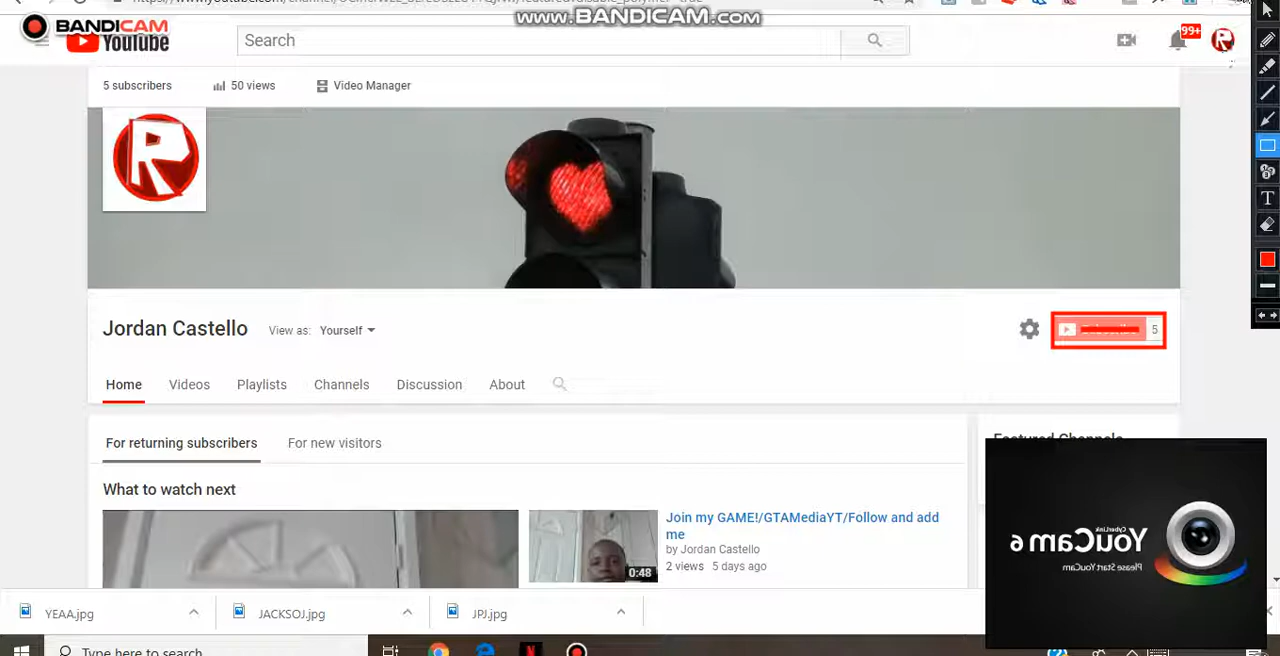 www.BANDICAM.com
BANDICAM
YouTube
Search
99+
5 subscribers
50 views
Video Manager
R
Jordan Castello
View as: Yourself
5
Home
Videos
Playlists
Channels
Discussion
About
For returning subscribers
For new visitors
Featured Channels
What to watch next
Join my GAME!/GTAMediaYT/Follow and add
me
by Jordan Castello
2 views 5 days ago
0:48
CyberLink
YouCam 6
Please Start YouCam
YEAA.jpg
JACKSOJ.jpg
JPJ.jpg
Type here to search